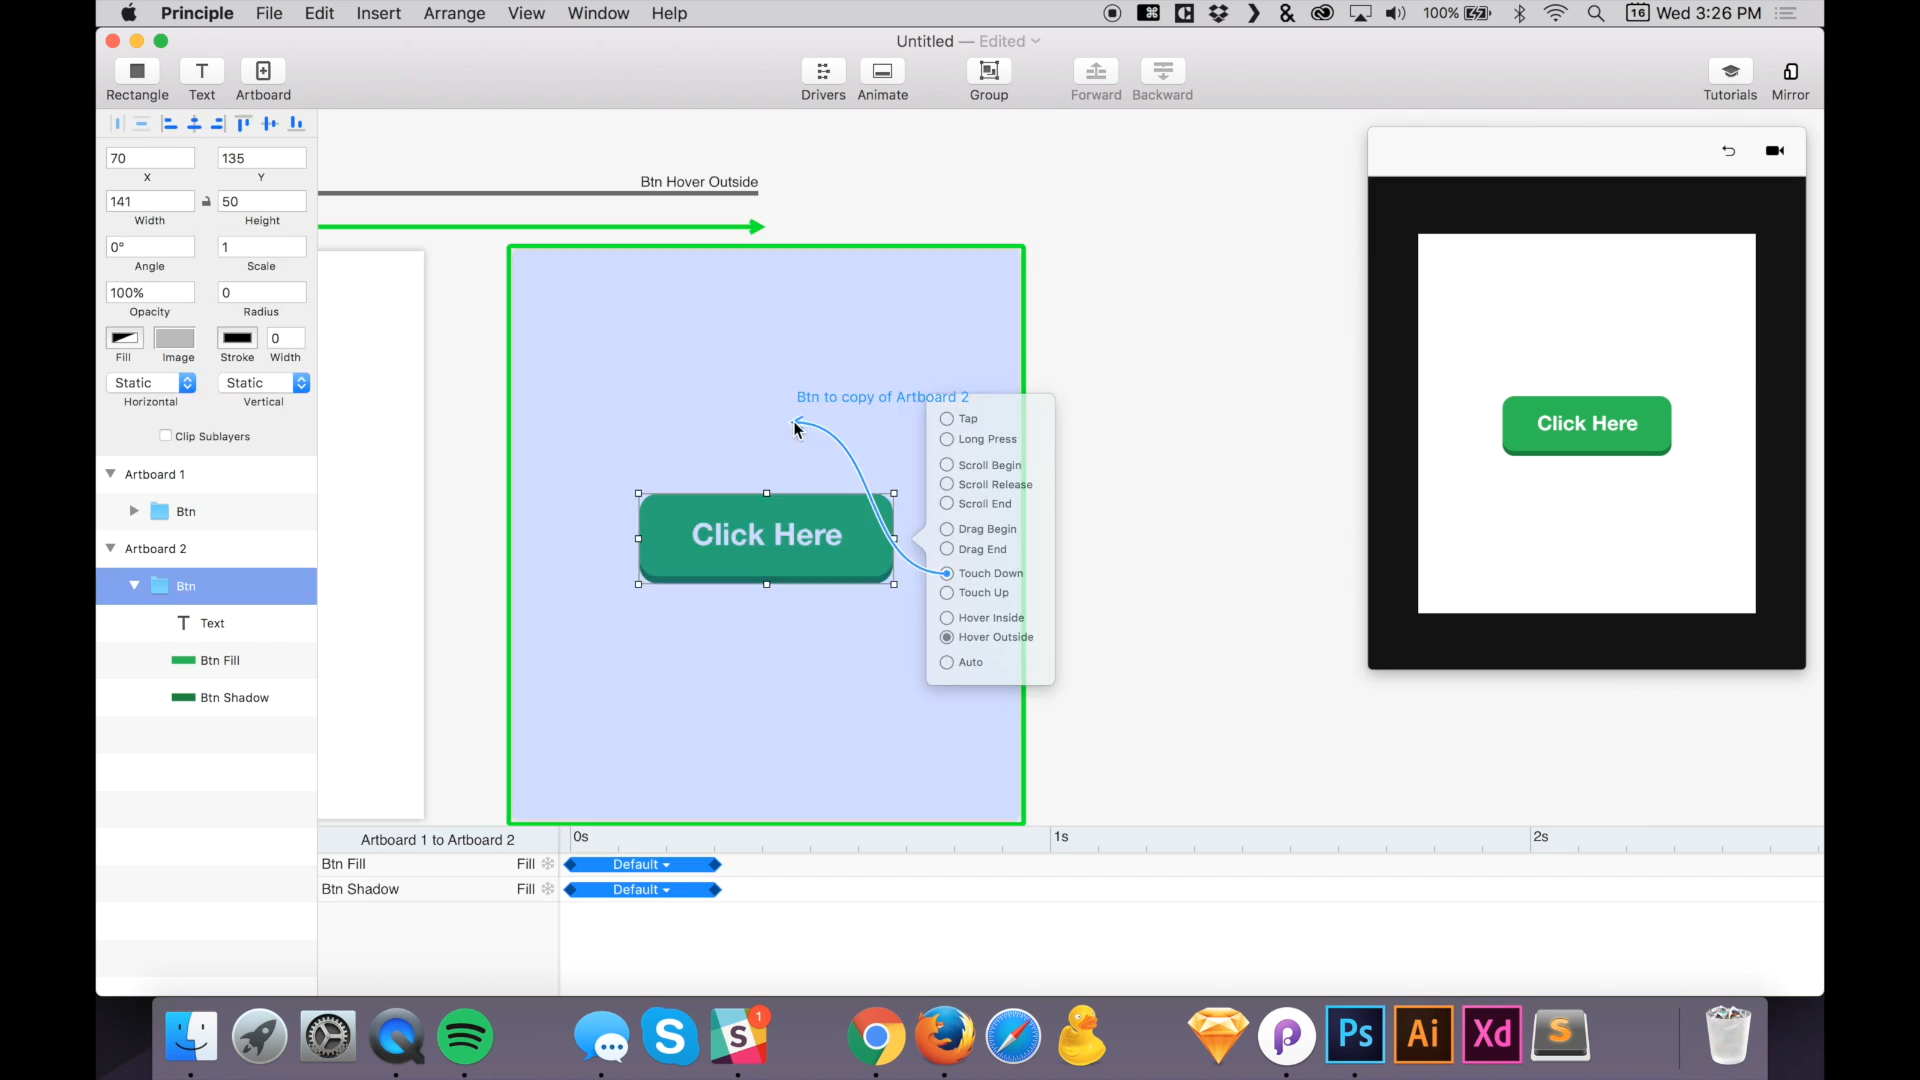 Principle File Edit Insert Arrange View Window Help
100% 16 Wed 3:26 PM
Untitled — Edited
Rectangle Text Artboard
Drivers Animate Group Forward Backward
Tutorials Mirror
70 135
X Y
141 50
Width Height
0° 1
Angle Scale
100% 0
Opacity Radius
0
Fill Image Stroke Width
Static Static
Horizontal Vertical
Clip Sublayers
Artboard 1
Btn
Artboard 2
Btn
T Text
Btn Fill
Btn Shadow
Btn Hover Outside
Btn to copy of Artboard 2
Click Here
Tap
Long Press
Scroll Begin
Scroll Release
Scroll End
Drag Begin
Drag End
Touch Down
Touch Up
Hover Inside
Hover Outside
Auto
Click Here
Artboard 1 to Artboard 2 0s 1s 2s
Btn Fill Fill Default
Btn Shadow Fill Default
S S 1 P Ps Ai Xd S